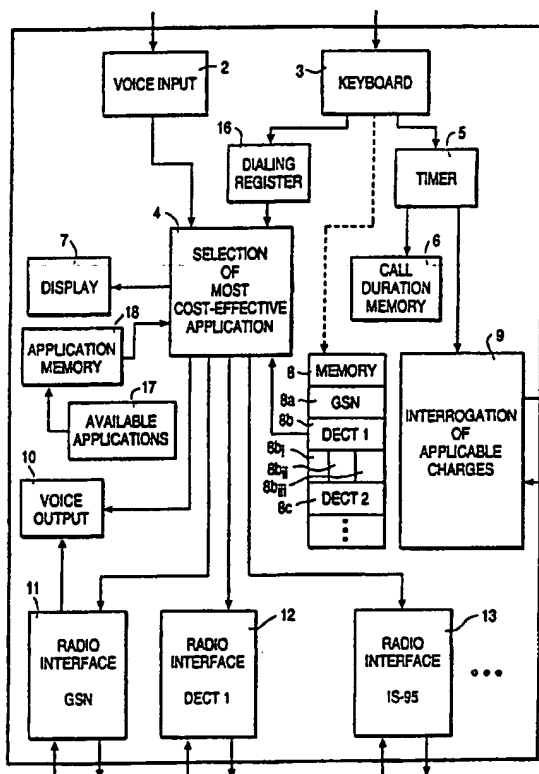 2
VOICE INPUT
3
KEYBOARD
16
DIALING
REGISTER
5
TIMER
4
SELECTION
OF
MOST
COST-EFFECTIVE
APPLICATION
7
DISPLAY
6
CALL
DURATION
MEMORY
18
APPLICATION
MEMORY
17
AVAILABLE
APPLICATIONS
8
MEMORY
8a
GSN
8b
DECT 1
8bi
8bii
8biii
8c
DECT 2
9
INTERROGATION
OF
APPLICABLE
CHARGES
10
VOICE
OUTPUT
11
RADIO
INTERFACE
GSN
12
RADIO
INTERFACE
DECT 1
13
RADIO
INTERFACE
IS-95